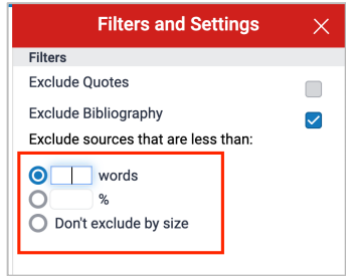 Filters and Settings
Filters
Exclude Quotes
Exclude Bibliography
Exclude sources that are less than:
words
%
Don't exclude by size